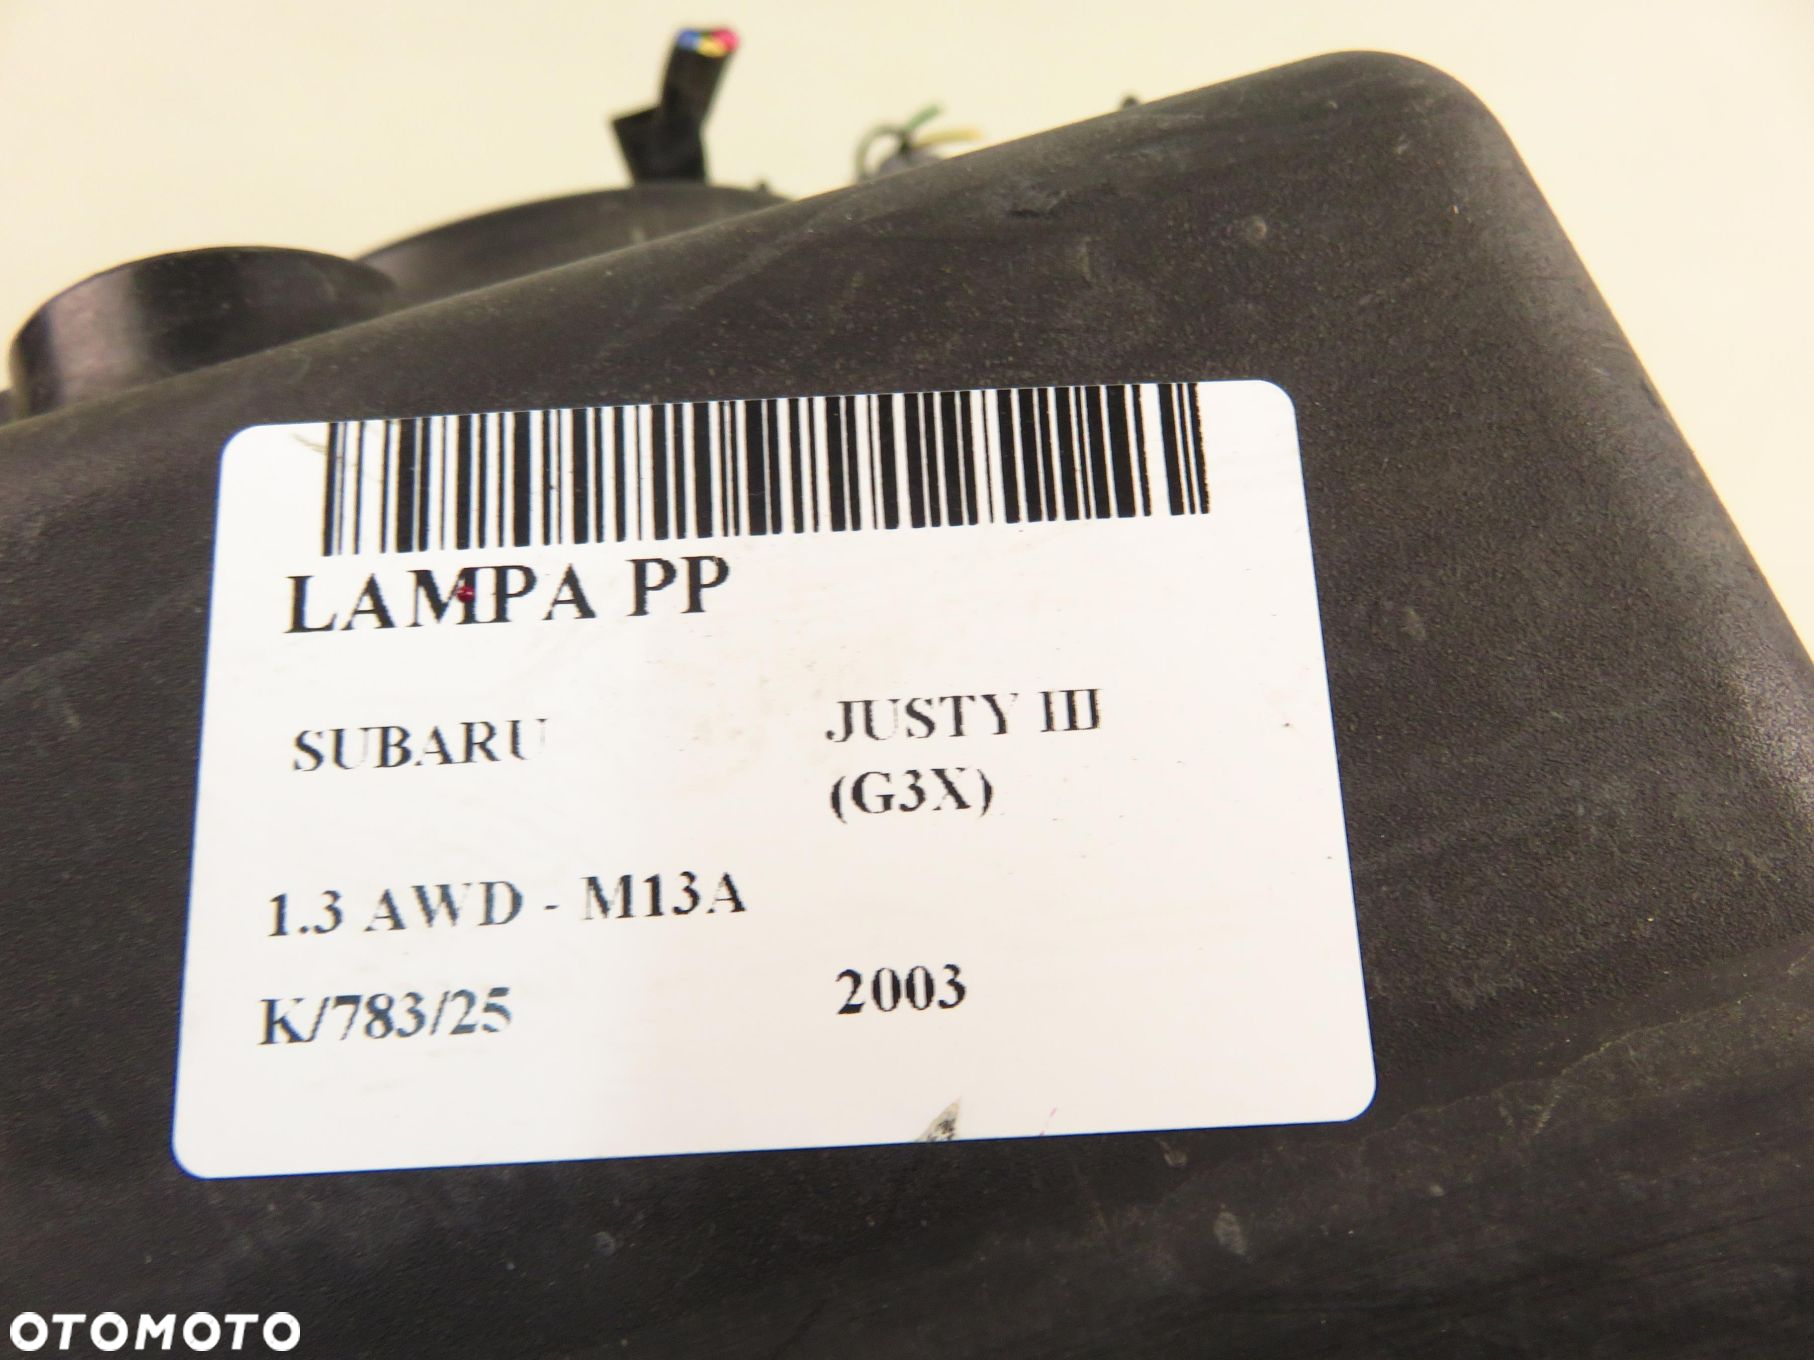 LAMPA PP
SUBARU JUSTY III
(G3X)
1.3 AWD - M13A
K/783/25 2003
OTOMOTO